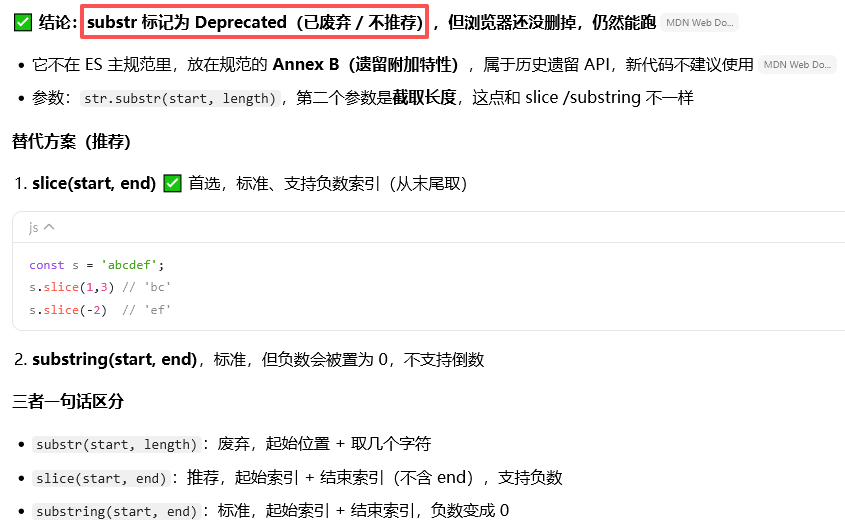 ✅ 结论：substr 标记为 Deprecated（已废弃 / 不推荐），但浏览器还没删掉，仍然能跑 MDN Web Do...
• 它不在 ES 主规范里，放在规范的 Annex B（遗留附加特性），属于历史遗留 API，新代码不建议使用 MDN Web Do...
• 参数：str.substr(start, length)，第二个参数是截取长度，这点和 slice /substring 不一样
替代方案（推荐）
1. slice(start, end) ✅ 首选，标准、支持负数索引（从末尾取）
js
const s = 'abcdef';
s.slice(1,3) // 'bc'
s.slice(-2)  // 'ef'
2. substring(start, end)，标准，但负数会被置为 0，不支持倒数
三者一句话区分
• substr(start, length)：废弃，起始位置 + 取几个字符
• slice(start, end)：推荐，起始索引 + 结束索引（不含 end），支持负数
• substring(start, end)：标准，起始索引 + 结束索引，负数变成 0